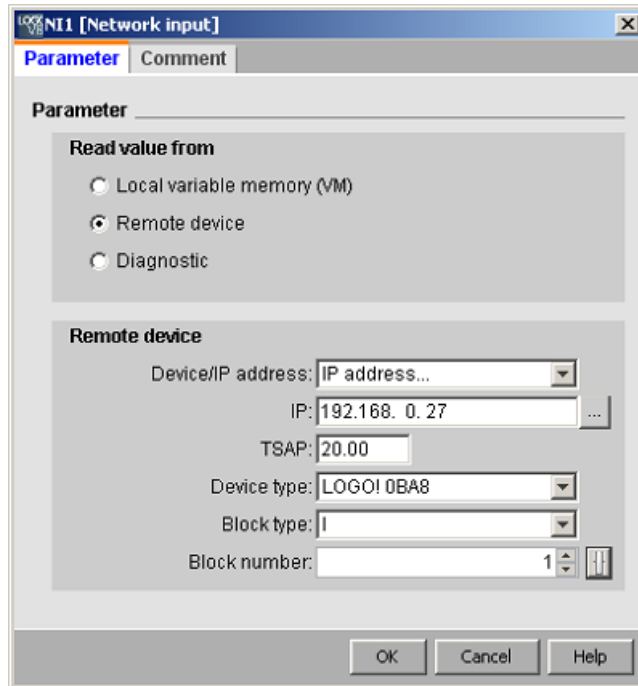 NI1 [Network input]
Parameter Comment
Parameter
Read value from
Local variable memory (VM)
Remote device
Diagnostic
Remote device
Device/IP address: IP address...
IP: 192.168. 0. 27 ...
TSAP: 20.00
Device type: LOGO! 0BA8
Block type: I
Block number: 1
OK Cancel Help